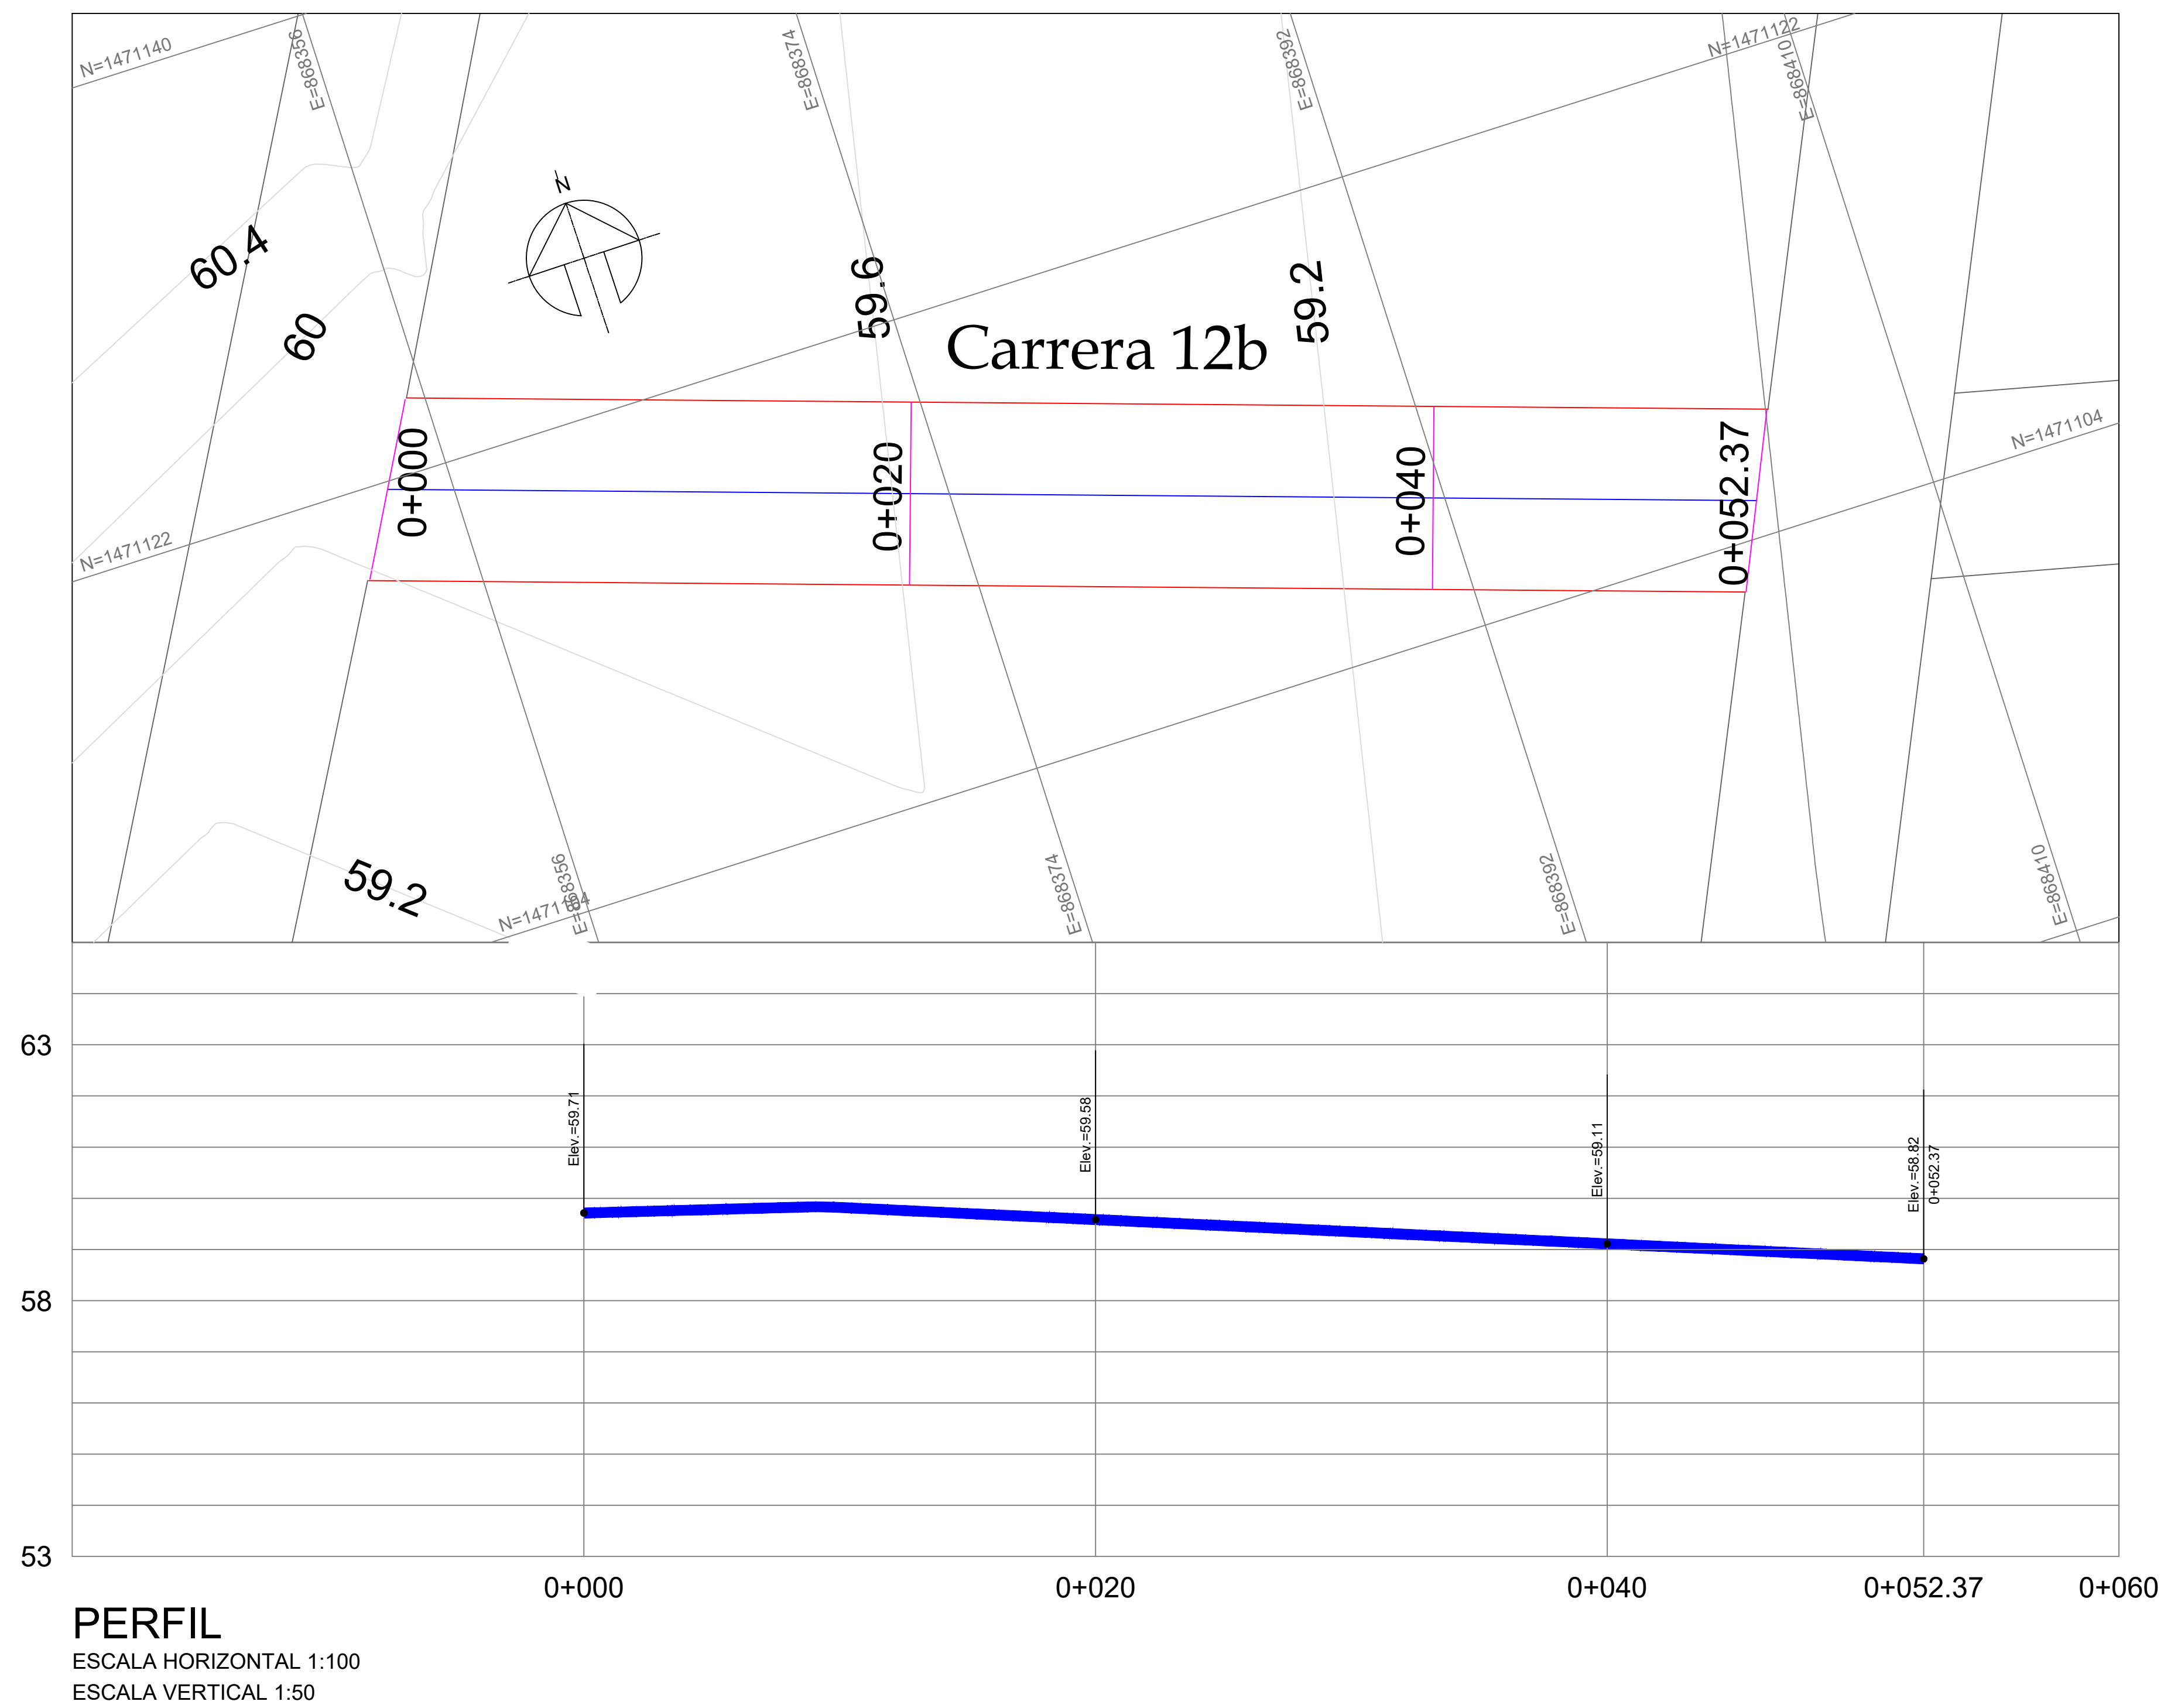 N=1471140
E=868356
E=868374
E=868392
N=1471122
E=868410
N
60.4
60
59.6
59.2
Carrera 12b
N=1471104
0+000
0+020
0+040
0+052.37
N=1471122
59.2
N=1471104
E=868356
E=868374
E=868392
E=868410
63
58
53
Elev.=59.71
Elev.=59.58
Elev.=59.11
Elev.=58.82
0+052.37
0+000
0+020
0+040
0+052.37
0+060
PERFIL
ESCALA HORIZONTAL 1:100
ESCALA VERTICAL 1:50